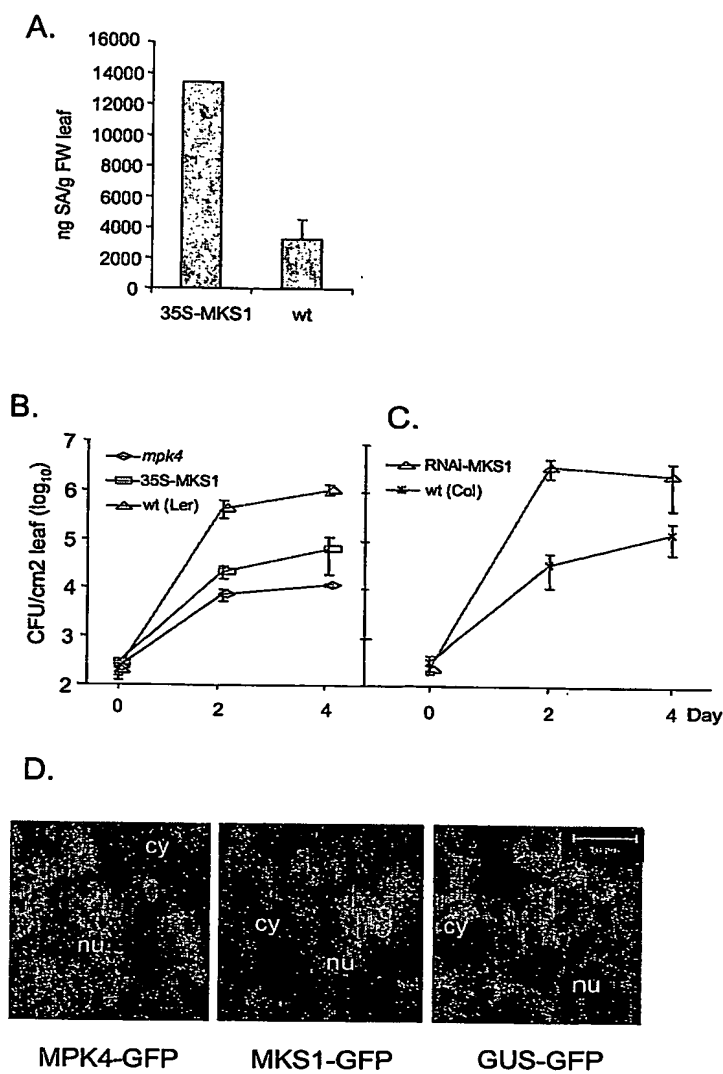 A.
16000
14000
12000
10000
8000
6000
4000
2000
0
ng SA/g FW leaf
35S-MKS1
wt
B.
7
6
5
4
3
2
CFU/cm2 leaf (log10)
mpk4
35S-MKS1
wt (Ler)
0
2
4
C.
RNAi-MKS1
wt (Col)
0
2
4 Day
D.
cy
nu
cy
nu
cy
nu
MPK4-GFP
MKS1-GFP
GUS-GFP